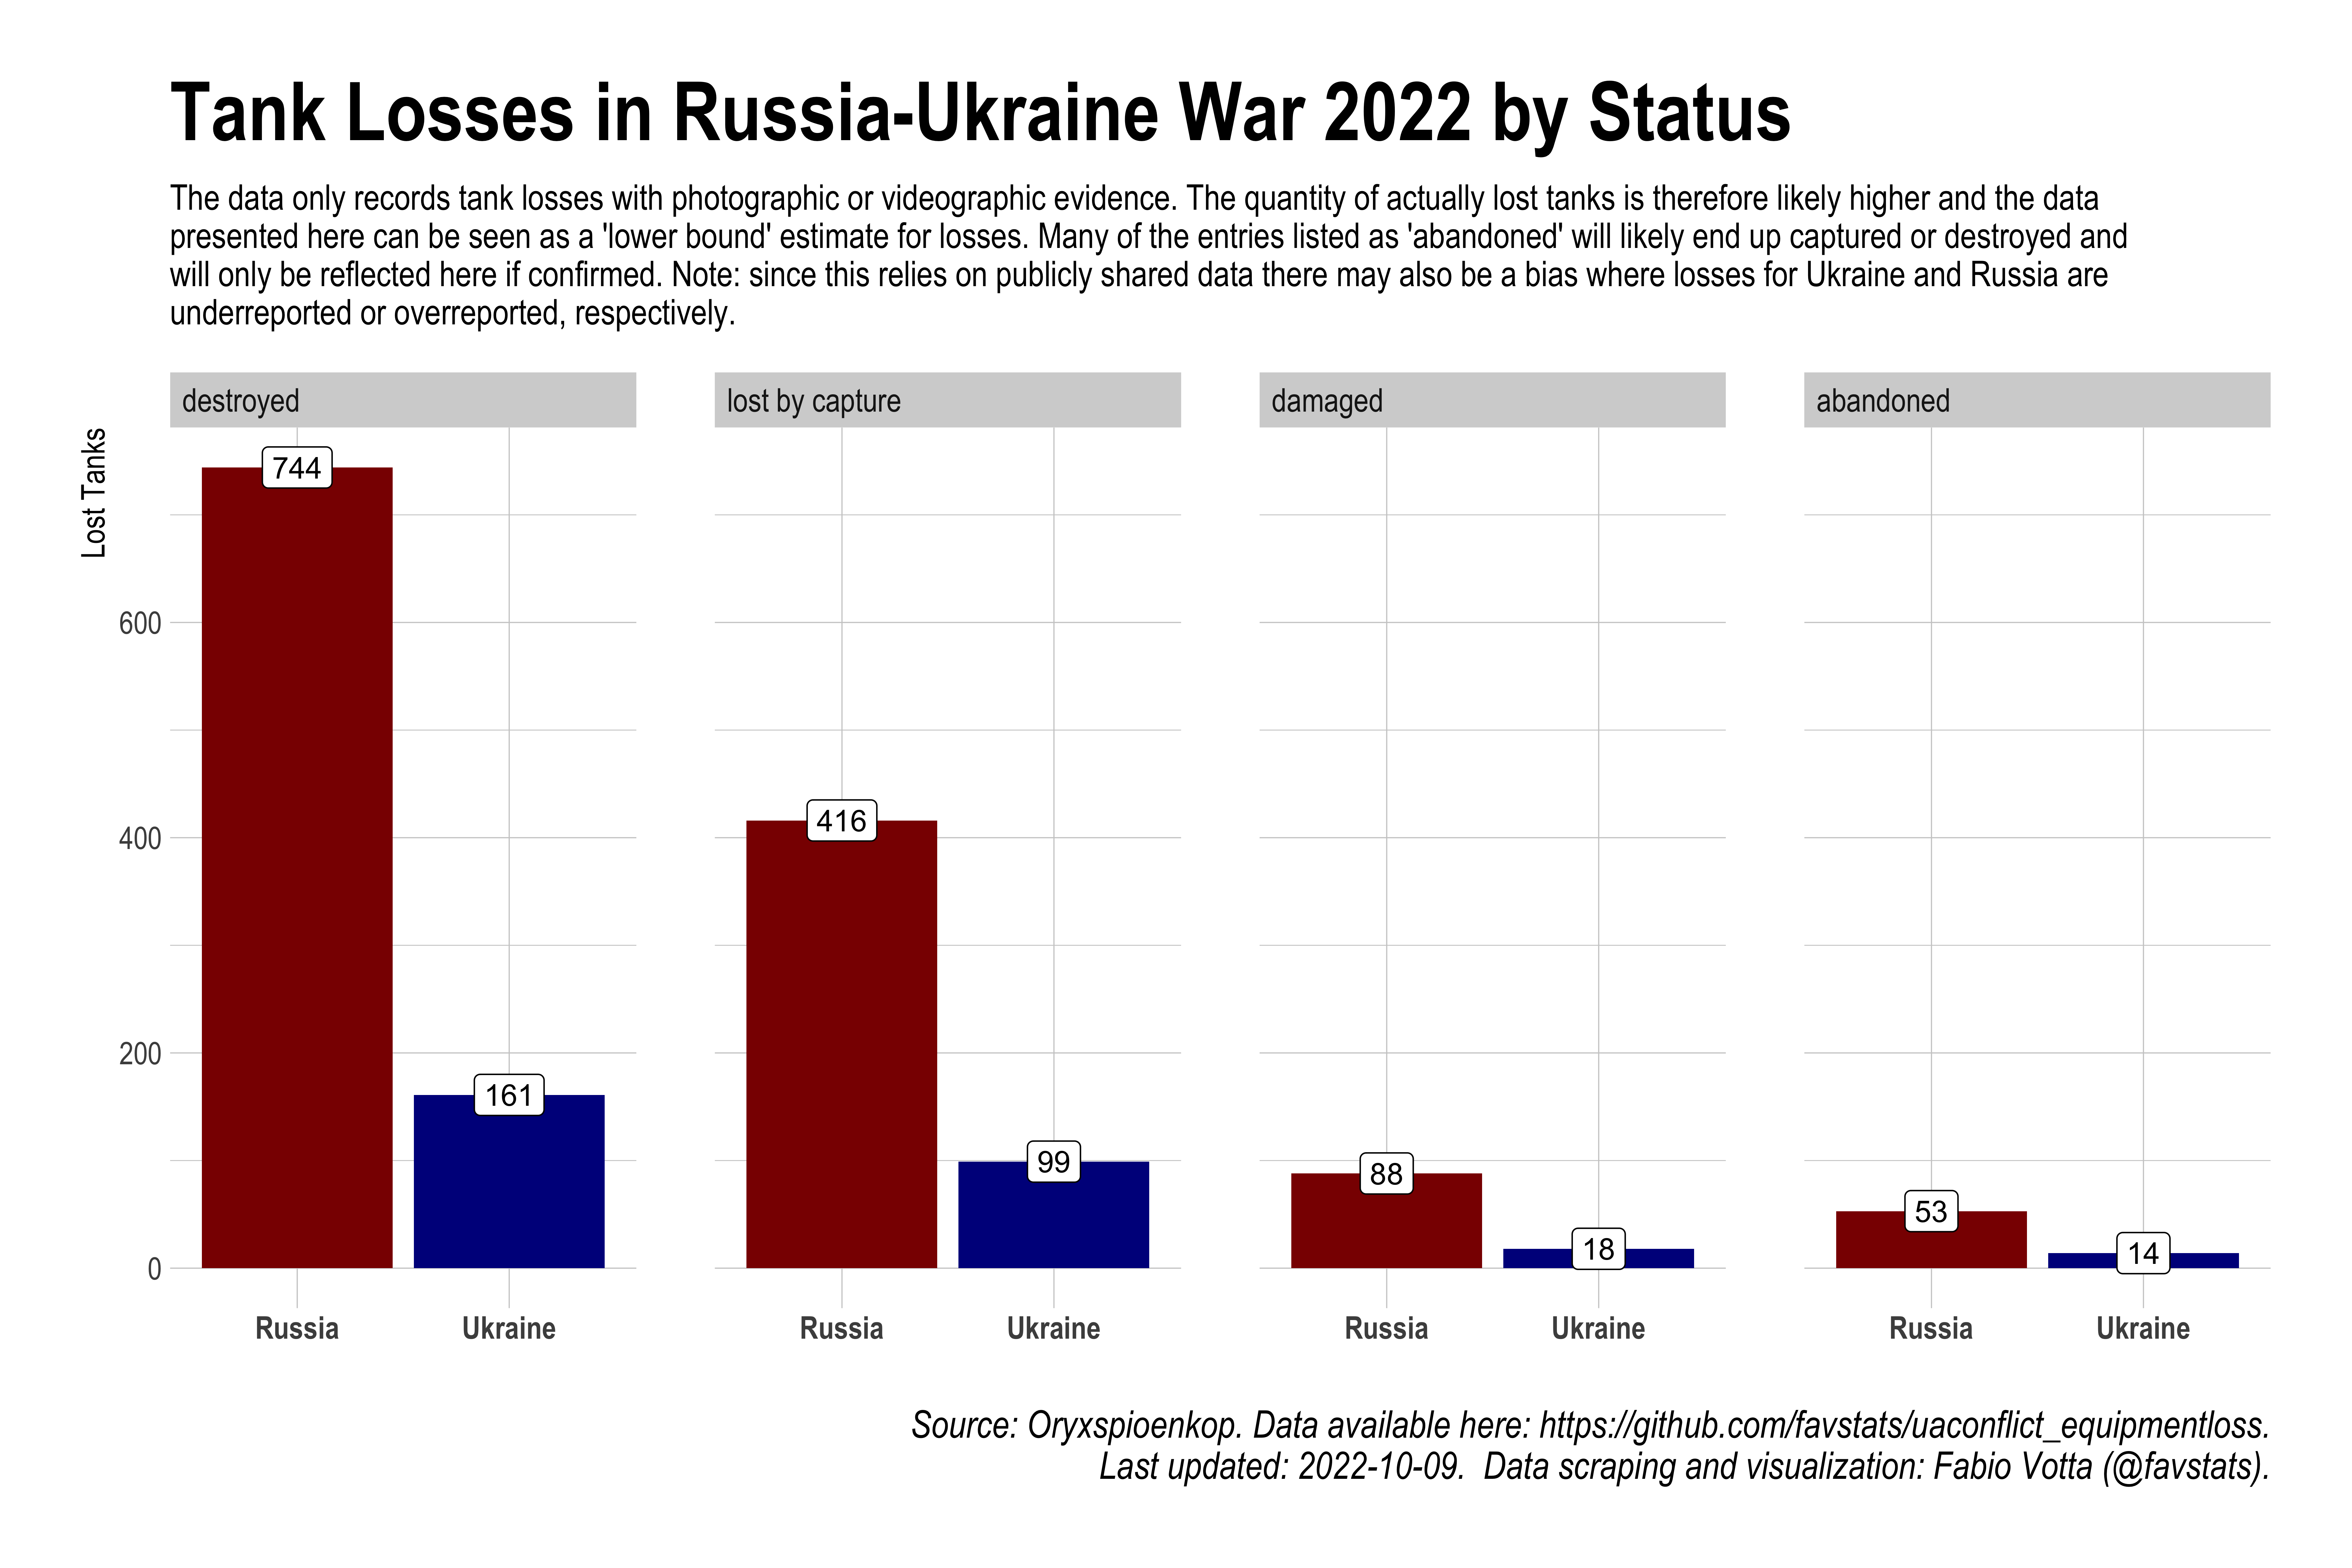 Tank Losses in Russia-Ukraine War 2022 by Status
The data only records tank losses with photographic or videographic evidence. The quantity of actually lost tanks is therefore likely higher and the data
presented here can be seen as a 'lower bound' estimate for losses. Many of the entries listed as 'abandoned' will likely end up captured or destroyed and
will only be reflected here if confirmed. Note: since this relies on publicly shared data there may also be a bias where losses for Ukraine and Russia are
underreported or overreported, respectively.
destroyed
lost by capture
damaged
abandoned
Lost Tanks
600
400
200
0
744
161
416
99
88
18
53
14
Russia
Ukraine
Russia
Ukraine
Russia
Ukraine
Russia
Ukraine
Source: Oryxspioenkop. Data available here: https://github.com/favstats/uaconflict_equipmentloss.
Last updated: 2022-10-09.  Data scraping and visualization: Fabio Votta (@favstats).